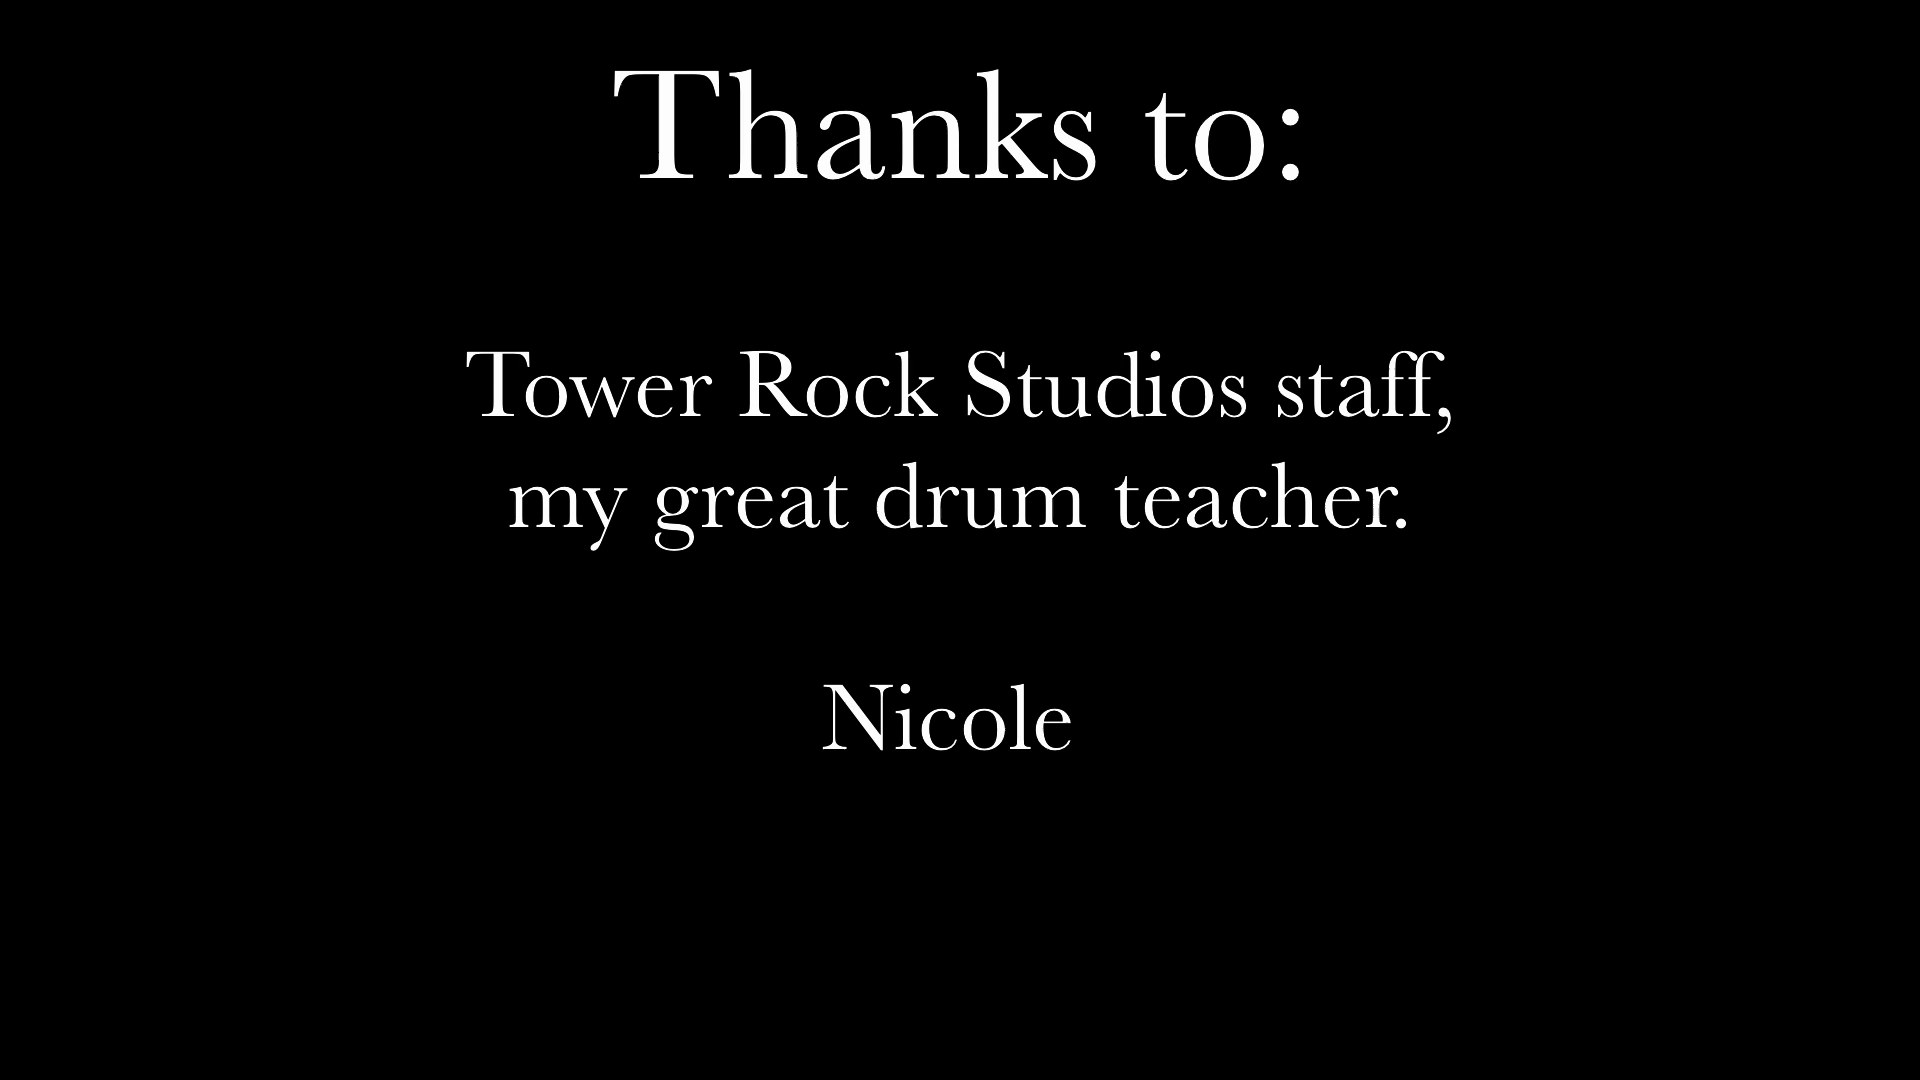 Thanks to:
Tower Rock Studios staff,
my great drum teacher.
Nicole